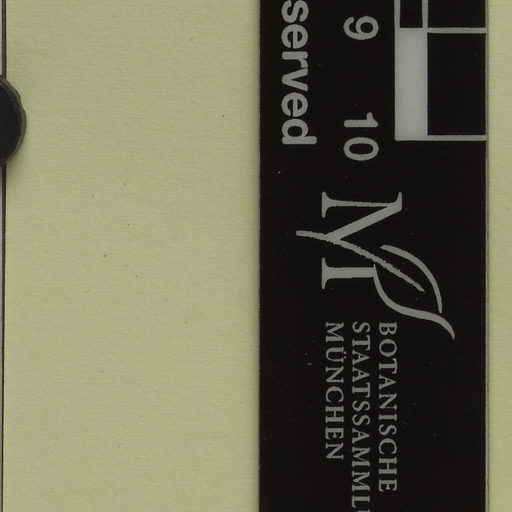 served
9 10
M
BOTANISCHE
STAATSSAMML
MÜNCHEN